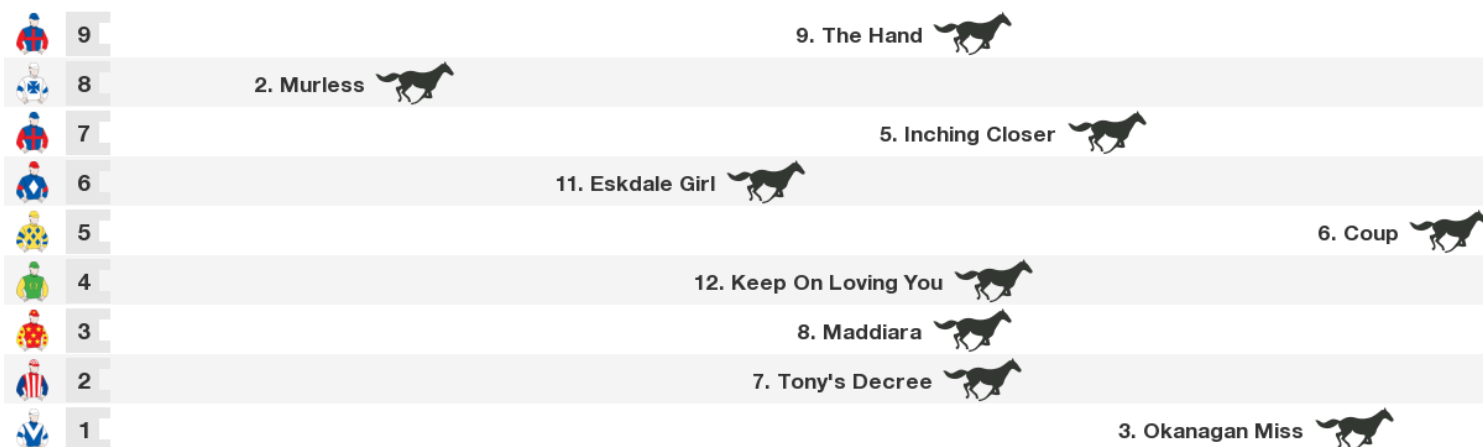 9 9. The Hand
8 2. Murless
7 5. Inching Closer
6 11. Eskdale Girl
5 6. Coup
4 12. Keep On Loving You
3 8. Maddiara
2 7. Tony's Decree
1 3. Okanagan Miss